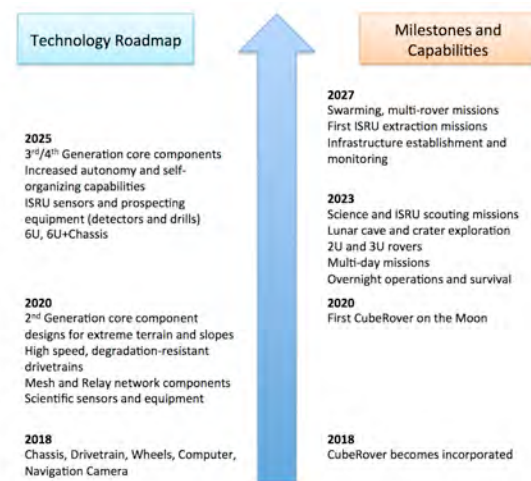 Technology Roadmap
2025
3rd/4th Generation core components
Increased autonomy and self-
organizing capabilities
ISRU sensors and prospecting
equipment (detectors and drills)
6U, 6U+Chassis
2020
2nd Generation core component
designs for extreme terrain and slopes
High speed, degradation-resistant
drivetrains
Mesh and Relay network components
Scientific sensors and equipment
2018
Chassis, Drivetrain, Wheels, Computer,
Navigation Camera
Milestones and
Capabilities
2027
Swarming, multi-rover missions
First ISRU extraction missions
Infrastructure establishment and
monitoring
2023
Science and ISRU scouting missions
Lunar cave and crater exploration
2U and 3U rovers
Multi-day missions
Overnight operations and survival
2020
First CubeRover on the Moon
2018
CubeRover becomes incorporated